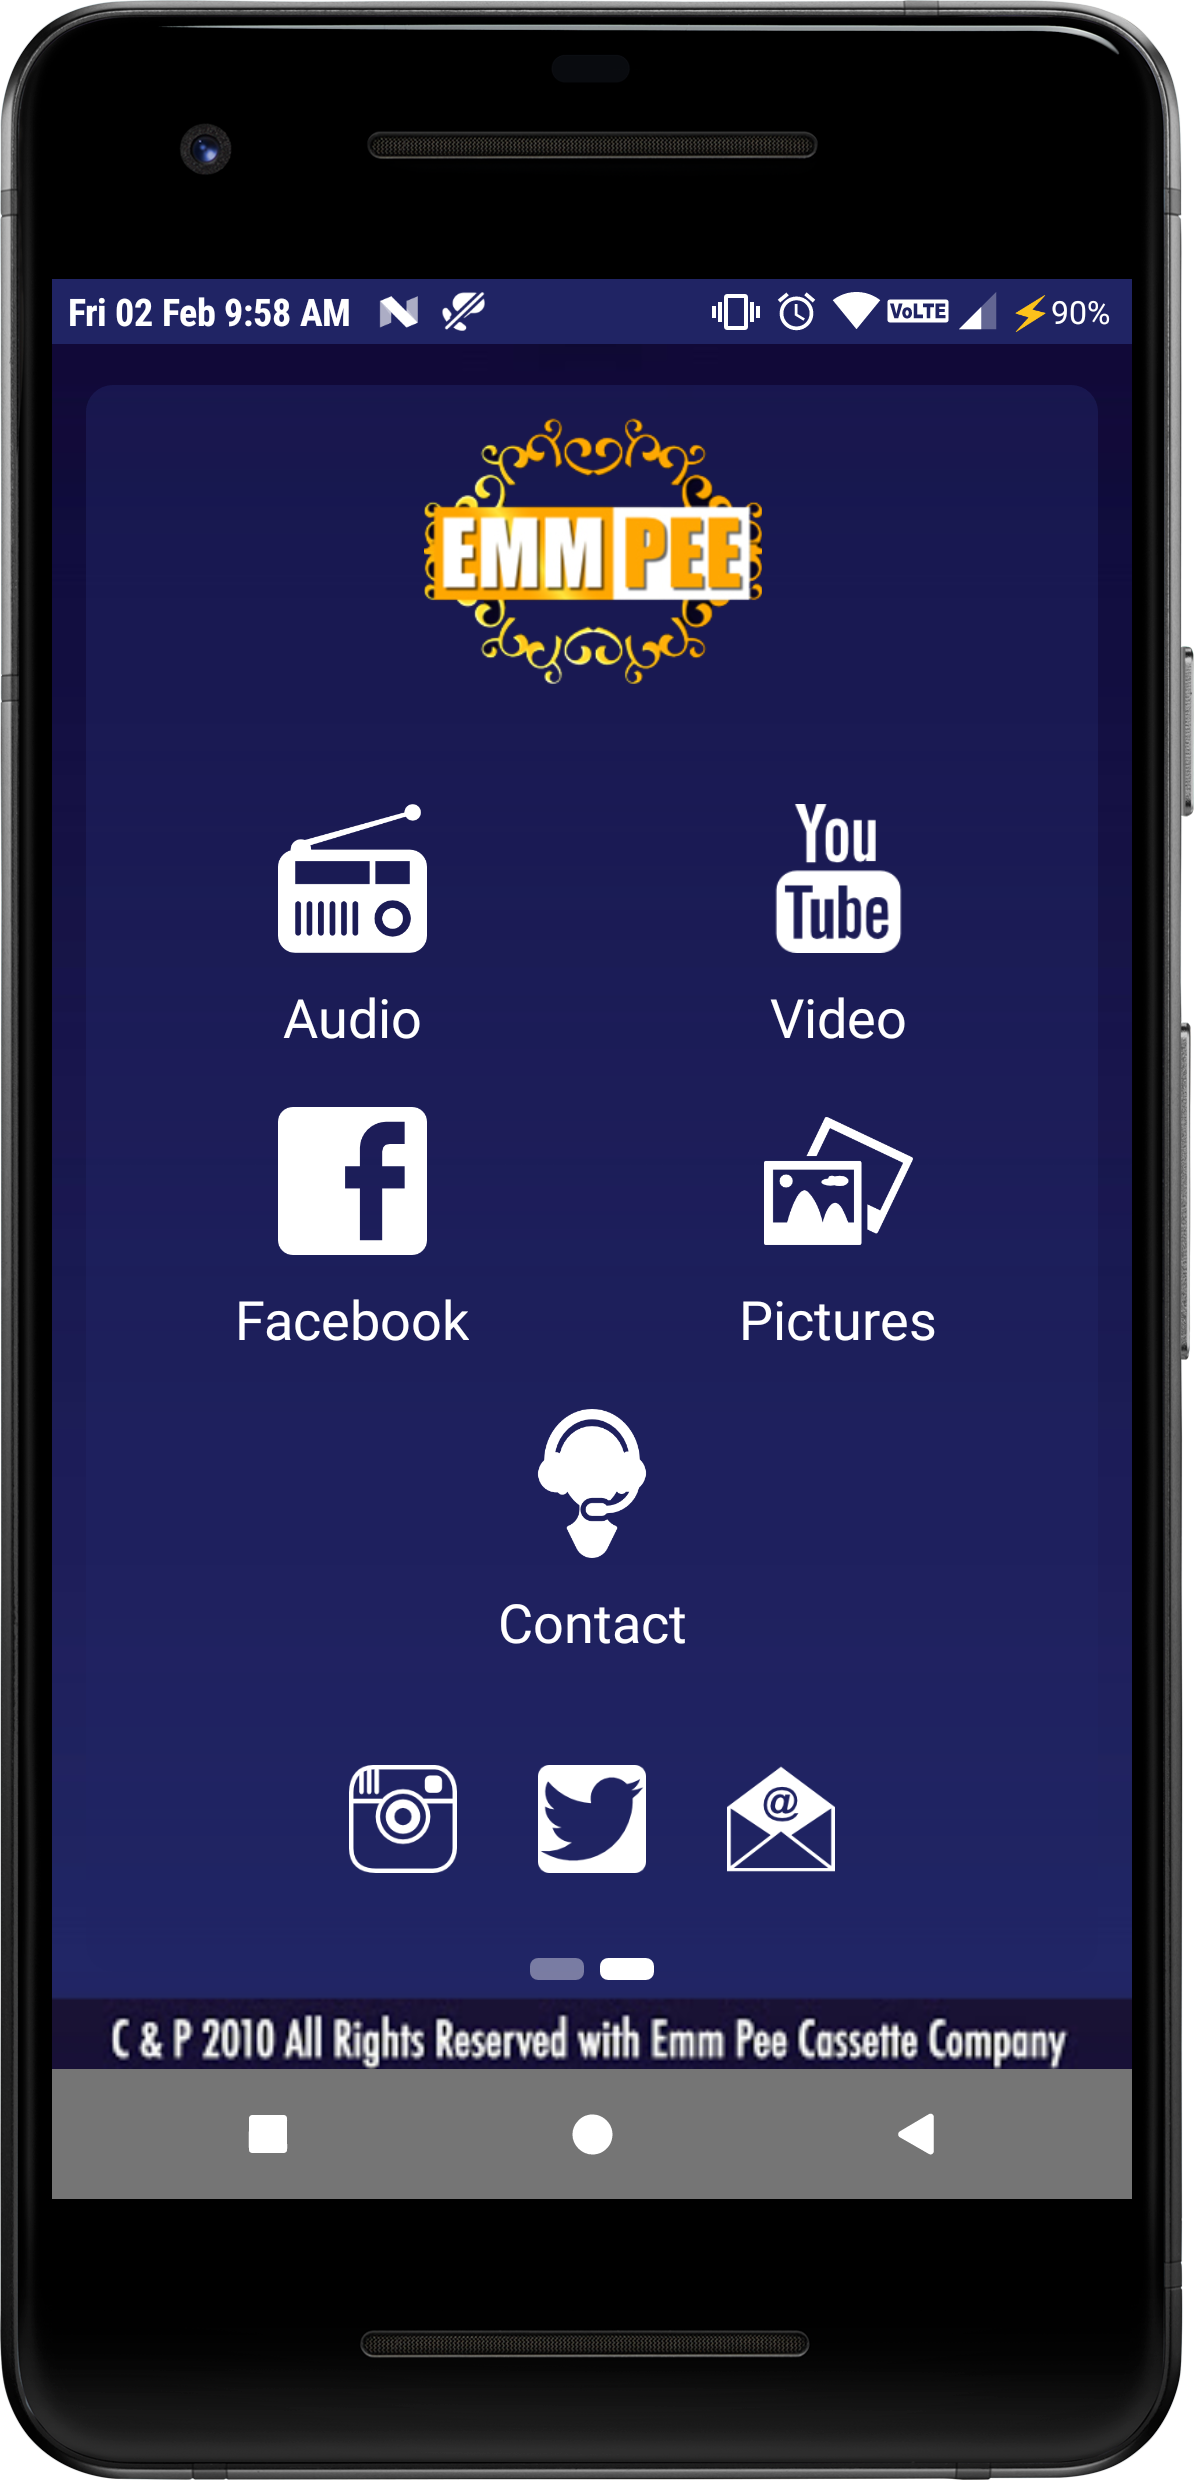 Fri 02 Feb 9:58 AM VoLTE 90%
EMM PEE
You
Tube
Audio Video
f
Facebook Pictures
Contact
@
C & P 2010 All Rights Reserved with Emm Pee Cassette Company